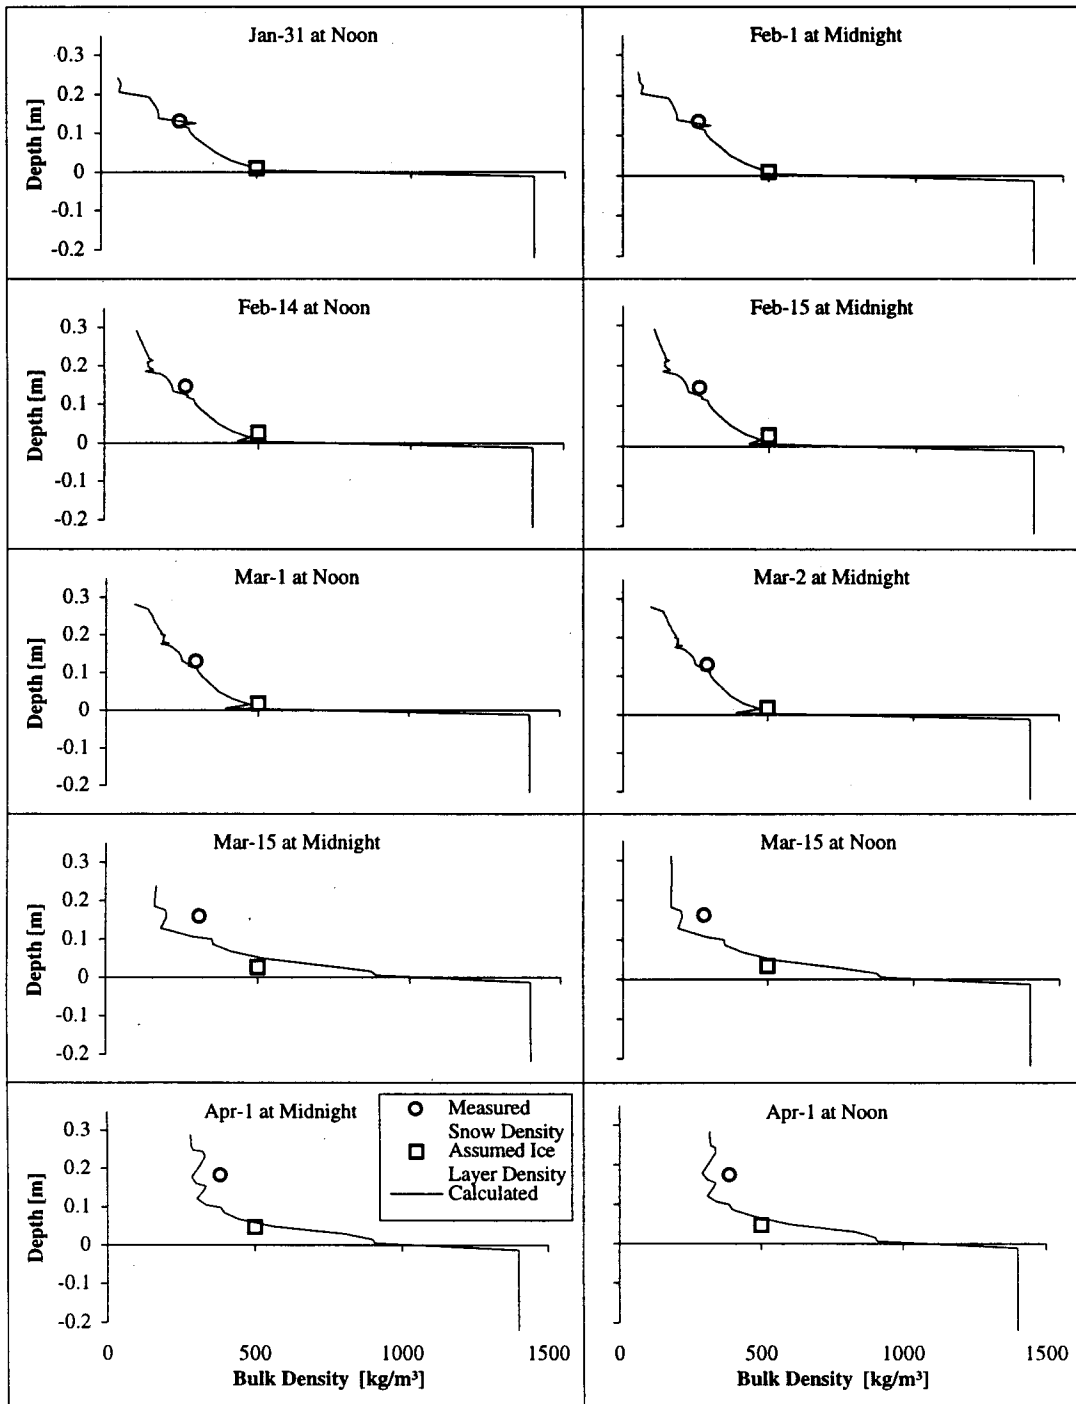 Jan-31 at Noon
Feb-1 at Midnight
Depth [m]
0.3
0.2
0.1
0
-0.1
-0.2
Feb-14 at Noon
Feb-15 at Midnight
Depth [m]
0.3
0.2
0.1
0
-0.1
-0.2
Mar-1 at Noon
Mar-2 at Midnight
Depth [m]
0.3
0.2
0.1
0
-0.1
-0.2
Mar-15 at Midnight
Mar-15 at Noon
Depth [m]
0.3
0.2
0.1
0
-0.1
-0.2
Apr-1 at Midnight
Apr-1 at Noon
Measured
Snow Density
Assumed Ice
Layer Density
Calculated
Depth [m]
0.3
0.2
0.1
0
-0.1
-0.2
0 500 1000 1500
0 500 1000 1500
Bulk Density [kg/m³]
Bulk Density [kg/m³]